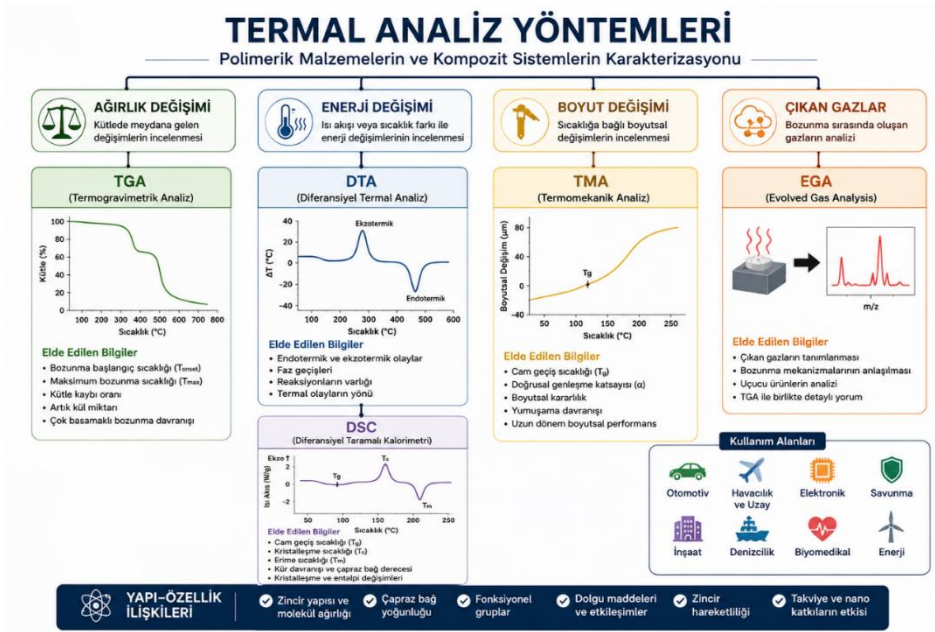 TERMAL ANALİZ YÖNTEMLERİ
Polimerik Malzemelerin ve Kompozit Sistemlerin Karakterizasyonu
AĞIRLIK DEĞİŞİMİ
Kütlede meydana gelen
değişimlerin incelenmesi
ENERJİ DEĞİŞİMİ
Isı akışı veya sıcaklık farkı ile
enerji değişimlerinin incelenmesi
BOYUT DEĞİŞİMİ
Sıcaklığa bağlı boyutsal
değişimlerin incelenmesi
ÇIKAN GAZLAR
Bozunma sırasında oluşan
gazların analizi
TGA
(Termogravimetrik Analiz)
Kütle (%)
100
80
60
40
20
0
100 200 300 400 500 600 700 800
Sıcaklık (°C)
Elde Edilen Bilgiler
• Bozunma başlangıç sıcaklığı (Tonset)
• Maksimum bozunma sıcaklığı (Tmax)
• Kütle kaybı oranı
• Artık kül miktarı
• Çok basamaklı bozunma davranışı
DTA
(Diferansiyel Termal Analiz)
ΔT (°C)
40
20
0
−20
−40
Ekzotermik
Endotermik
50 100 200 300 400 500 600
Sıcaklık (°C)
Elde Edilen Bilgiler
• Endotermik ve ekzotermik olaylar
• Faz geçişleri
• Reaksiyonların varlığı
• Termal olayların yönü
DSC
(Diferansiyel Taramalı Kalorimetri)
Ekzo ↑
Isı Akış (W/g)
2
0
−2
Tg
Tc
Tm
50 100 150 200 250
Sıcaklık (°C)
Elde Edilen Bilgiler
• Cam geçiş sıcaklığı (Tg)
• Kristalleşme sıcaklığı (Tc)
• Erime sıcaklığı (Tm)
• Kür davranışı ve çapraz bağ derecesi
• Kristalleşme ve entalpi değişimleri
TMA
(Termomekanik Analiz)
Boyutsal Değişim (µm)
80
40
0
−40
Tg
50 100 150 200 250
Sıcaklık (°C)
Elde Edilen Bilgiler
• Cam geçiş sıcaklığı (Tg)
• Doğrusal genleşme katsayısı (α)
• Boyutsal kararlılık
• Yumuşama davranışı
• Uzun dönem boyutsal performans
EGA
(Evolved Gas Analysis)
m/z
Elde Edilen Bilgiler
• Çıkan gazların tanımlanması
• Bozunma mekanizmalarının anlaşılması
• Uçucu ürünlerin analizi
• TGA ile birlikte detaylı yorum
Kullanım Alanları
Otomotiv
Havacılık
ve Uzay
Elektronik
Savunma
İnşaat
Denizcilik
Biyomedikal
Enerji
YAPI–ÖZELLİK
İLİŞKİLERİ
Zincir yapısı ve
molekül ağırlığı
Çapraz bağ
yoğunluğu
Fonksiyonel
gruplar
Dolgu maddeleri
ve etkileşimler
Zincir
hareketliliği
Takviye ve nano
katkıların etkisi